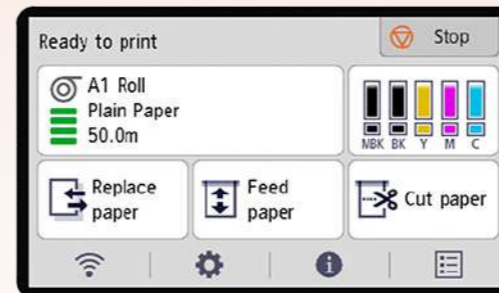 Ready to print
Stop
A1 Roll
Plain Paper
50.0m
MBK BK Y M C
Replace
paper
Feed
paper
Cut paper